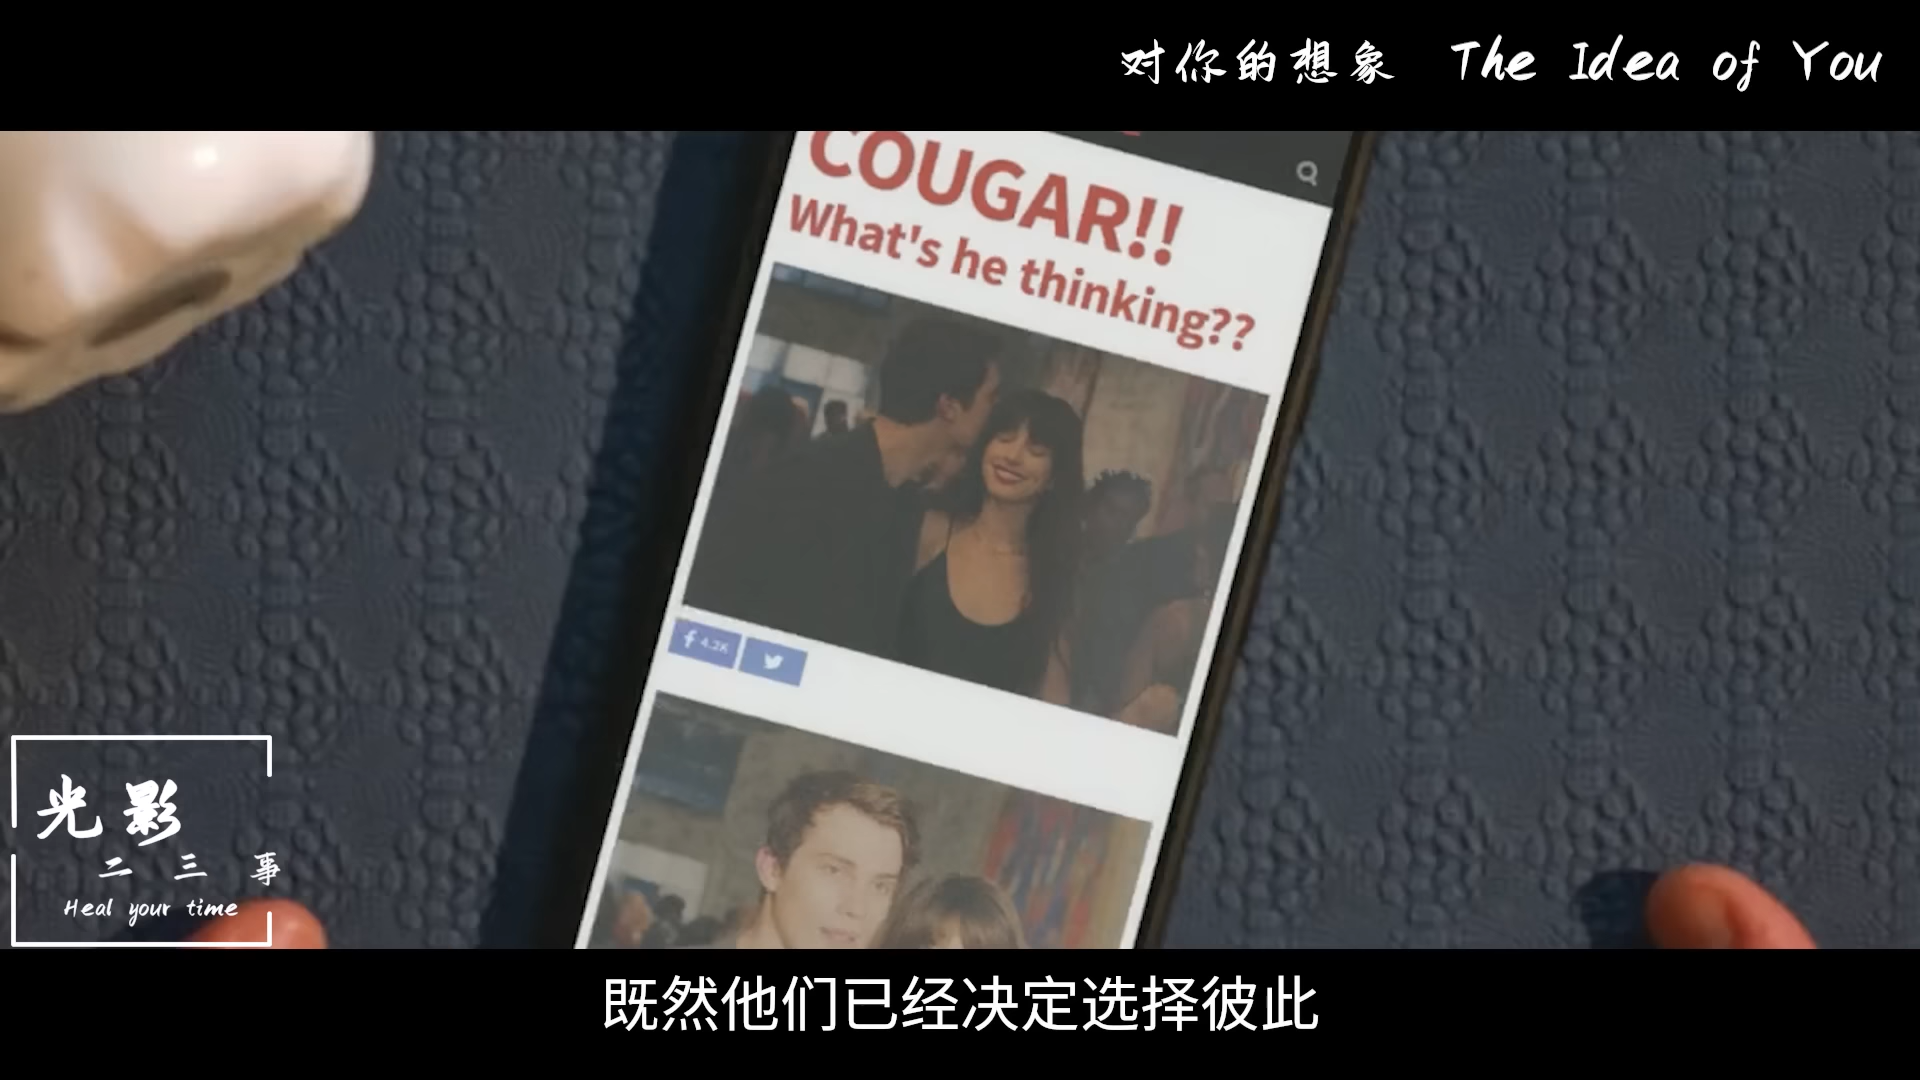 对你的想象 The Idea of You
COUGAR!!
What's he thinking??
4.2K
光影
二三事
Heal your time
既然他们已经决定选择彼此